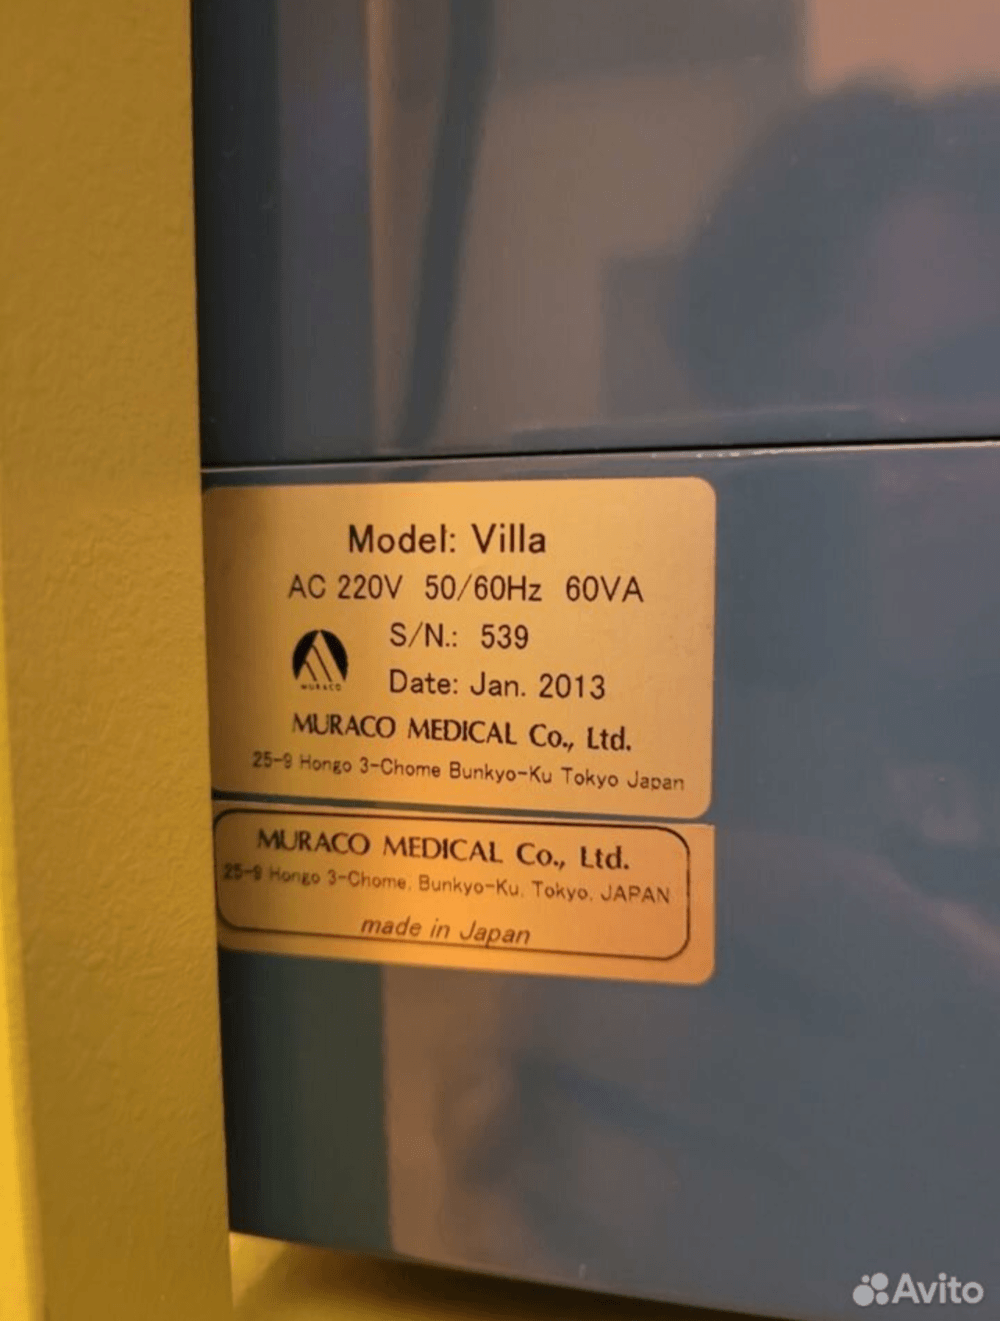 Model: Villa
AC 220V 50/60Hz 60VA
S/N.: 539
MURACO
Date: Jan. 2013
MURACO MEDICAL Co., Ltd.
25-9 Hongo 3-Chome Bunkyo-Ku Tokyo Japan
MURACO MEDICAL Co., Ltd.
25-9 Hongo 3-Chome, Bunkyo-Ku, Tokyo, JAPAN
made in Japan
Avito